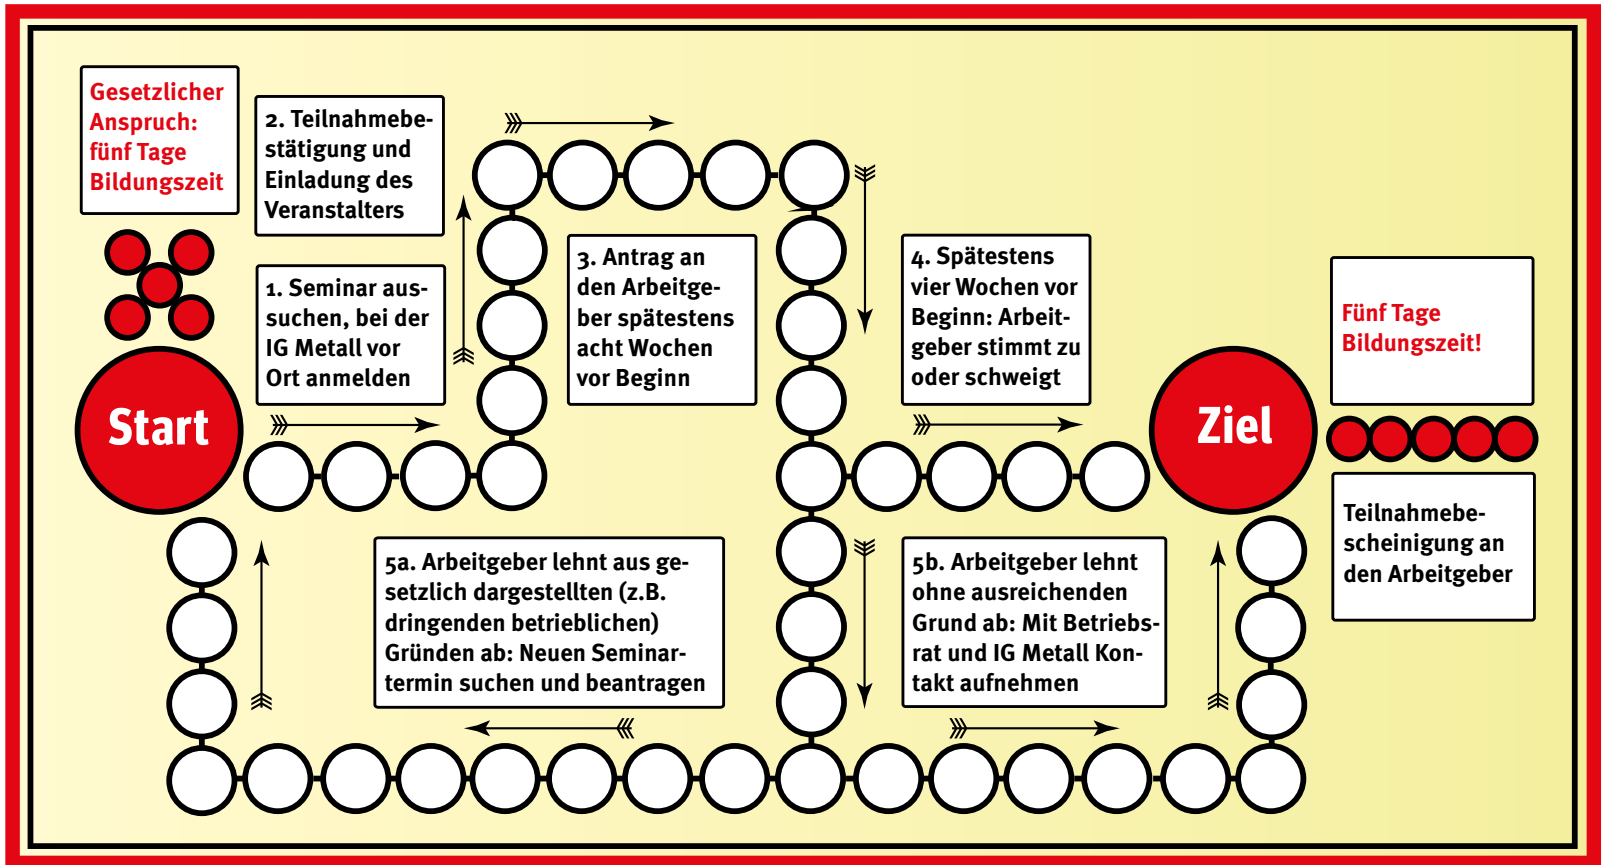 Gesetzlicher
Anspruch:
fünf Tage
Bildungszeit
2. Teilnahmebe-
stätigung und
Einladung des
Veranstalters
1. Seminar aus-
suchen, bei der
IG Metall vor
Ort anmelden
Start
3. Antrag an
den Arbeitge-
ber spätestens
acht Wochen
vor Beginn
4. Spätestens
vier Wochen vor
Beginn: Arbeit-
geber stimmt zu
oder schweigt
5a. Arbeitgeber lehnt aus ge-
setzlich dargestellten (z.B.
dringenden betrieblichen)
Gründen ab: Neuen Seminar-
termin suchen und beantragen
5b. Arbeitgeber lehnt
ohne ausreichenden
Grund ab: Mit Betriebs-
rat und IG Metall Kon-
takt aufnehmen
Ziel
Fünf Tage
Bildungszeit!
Teilnahmebe-
scheinigung an
den Arbeitgeber